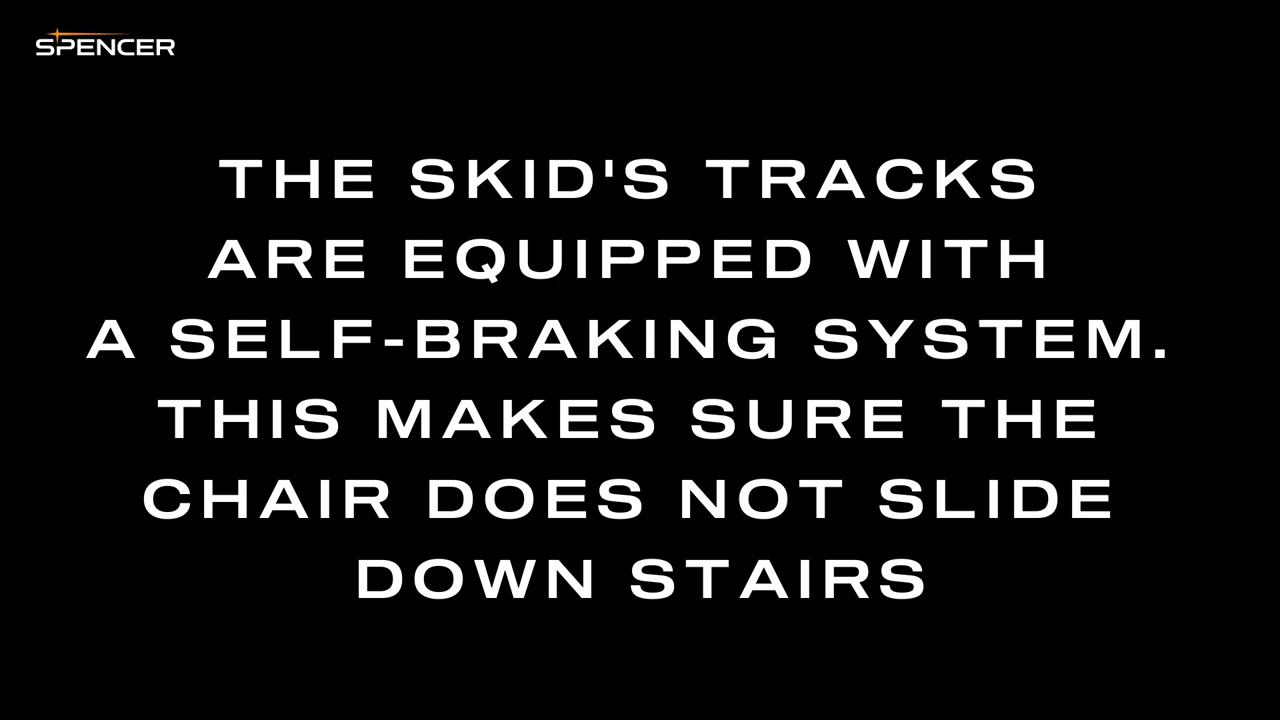 SPENCER
THE SKID'S TRACKS
ARE EQUIPPED WITH
A SELF-BRAKING SYSTEM.
THIS MAKES SURE THE
CHAIR DOES NOT SLIDE
DOWN STAIRS